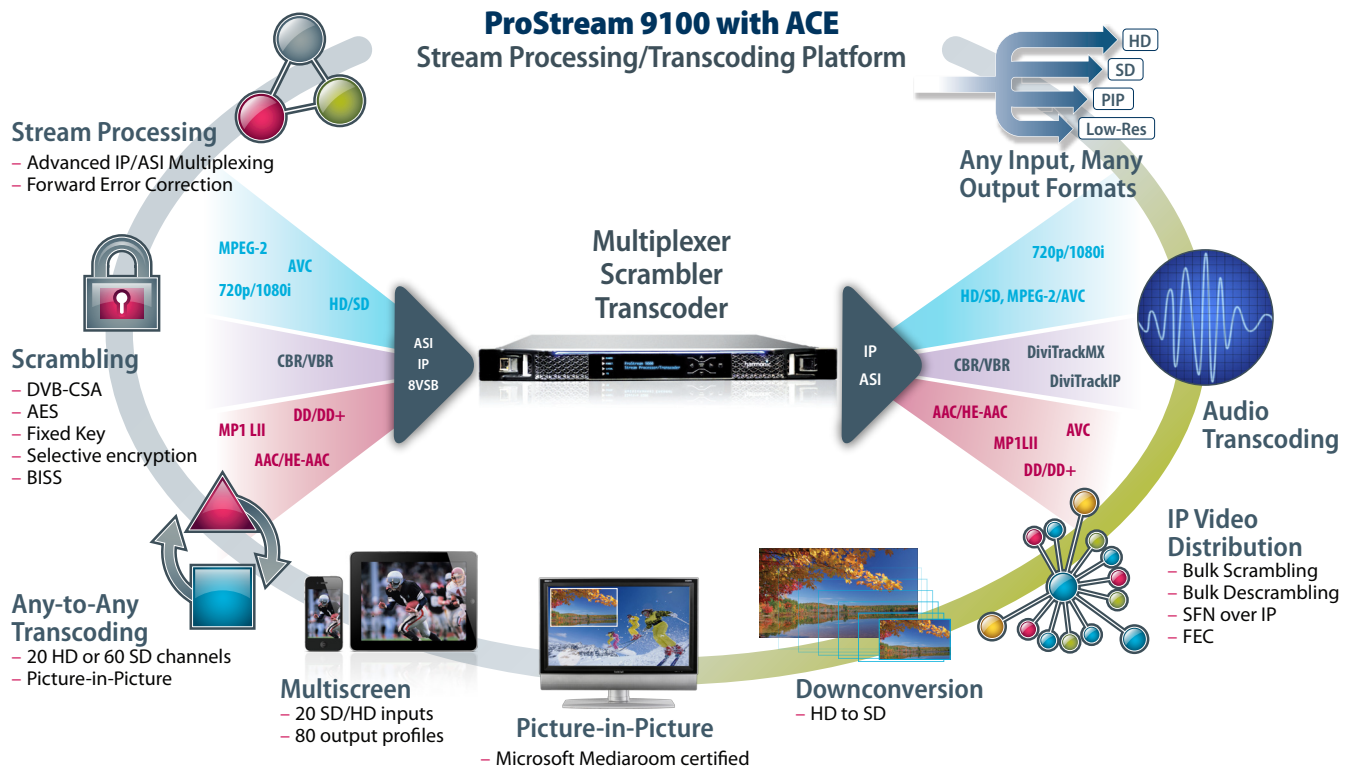 ProStream 9100 with ACE
Stream Processing/Transcoding Platform
HD
SD
PIP
Low-Res
Any Input, Many
Output Formats
Stream Processing
– Advanced IP/ASI Multiplexing
– Forward Error Correction
Scrambling
– DVB-CSA
– AES
– Fixed Key
– Selective encryption
– BISS
MPEG-2
AVC
720p/1080i
HD/SD
CBR/VBR
DD/DD+
MP1 LII
AAC/HE-AAC
ASI
IP
8VSB
Multiplexer
Scrambler
Transcoder
ProStream 9000
Stream Processor/Transcoder
harmonic
IP
ASI
720p/1080i
HD/SD, MPEG-2/AVC
DiviTrackMX
CBR/VBR
DiviTrackIP
AAC/HE-AAC
AVC
MP1LII
DD/DD+
Audio
Transcoding
IP Video
Distribution
– Bulk Scrambling
– Bulk Descrambling
– SFN over IP
– FEC
Any-to-Any
Transcoding
– 20 HD or 60 SD channels
– Picture-in-Picture
Multiscreen
– 20 SD/HD inputs
– 80 output profiles
Picture-in-Picture
– Microsoft Mediaroom certified
Downconversion
– HD to SD